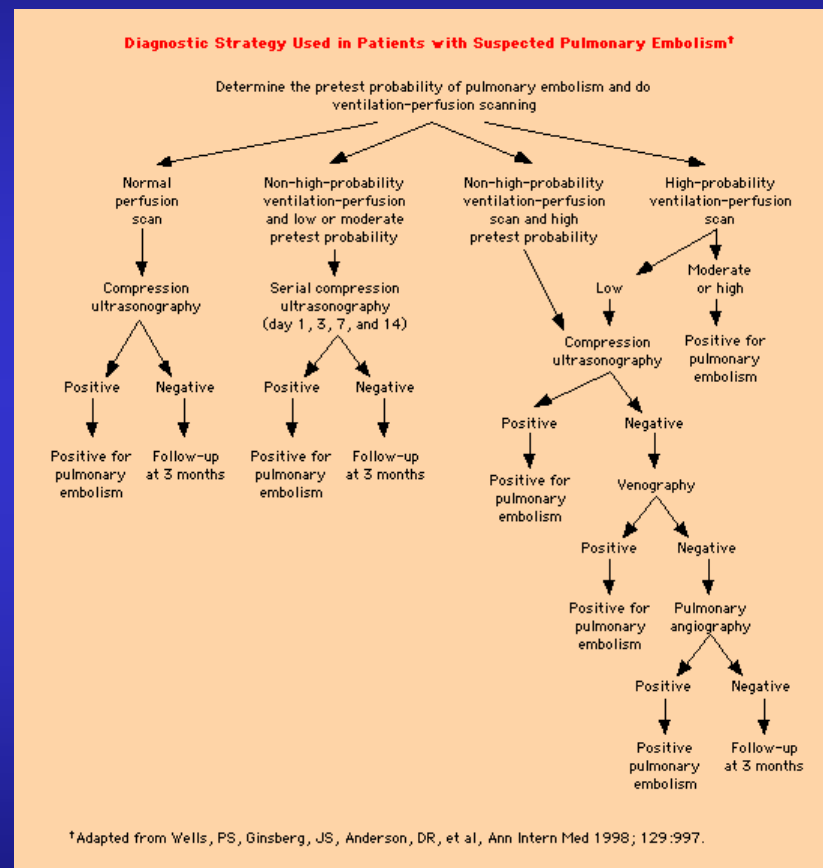 Diagnostic Strategy Used in Patients with Suspected Pulmonary Embolism†
Determine the pretest probability of pulmonary embolism and do
ventilation-perfusion scanning
Normal
perfusion
scan
Non-high-probability
ventilation-perfusion
and low or moderate
pretest probability
Non-high-probability
ventilation-perfusion
scan and high
pretest probability
High-probability
ventilation-perfusion
scan
Compression
ultrasonography
Serial compression
ultrasonography
(day 1, 3, 7, and 14)
Low
Moderate
or high
Compression
ultrasonography
Positive for
pulmonary
embolism
Positive
Negative
Positive
Negative
Positive
Negative
Positive for
pulmonary
embolism
Follow-up
at 3 months
Positive for
pulmonary
embolism
Follow-up
at 3 months
Positive for
pulmonary
embolism
Venography
Positive
Negative
Positive for
pulmonary
embolism
Pulmonary
angiography
Positive
Negative
Positive
pulmonary
embolism
Follow-up
at 3 months
†Adapted from Wells, PS, Ginsberg, JS, Anderson, DR, et al, Ann Intern Med 1998; 129:997.